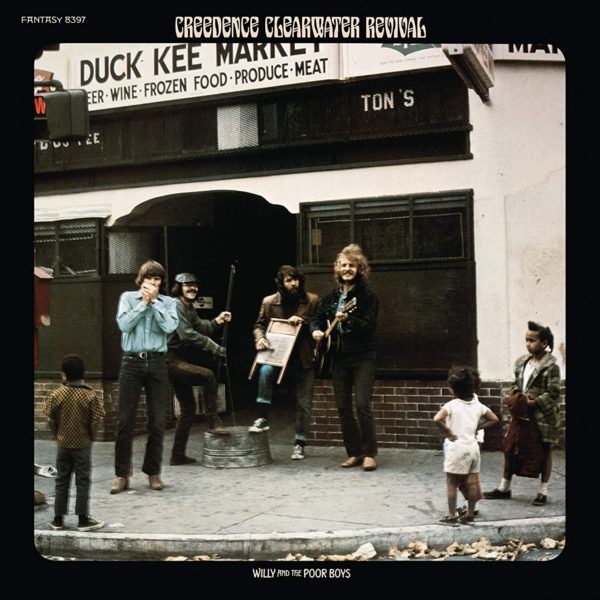 FANTASY 8397
CREEDENCE CLEARWATER REVIVAL
DUCK KEE MARKET
EER·WINE·FROZEN FOOD·PRODUCE·MEAT
MAR
W
TON'S
WILLY AND THE POOR BOYS